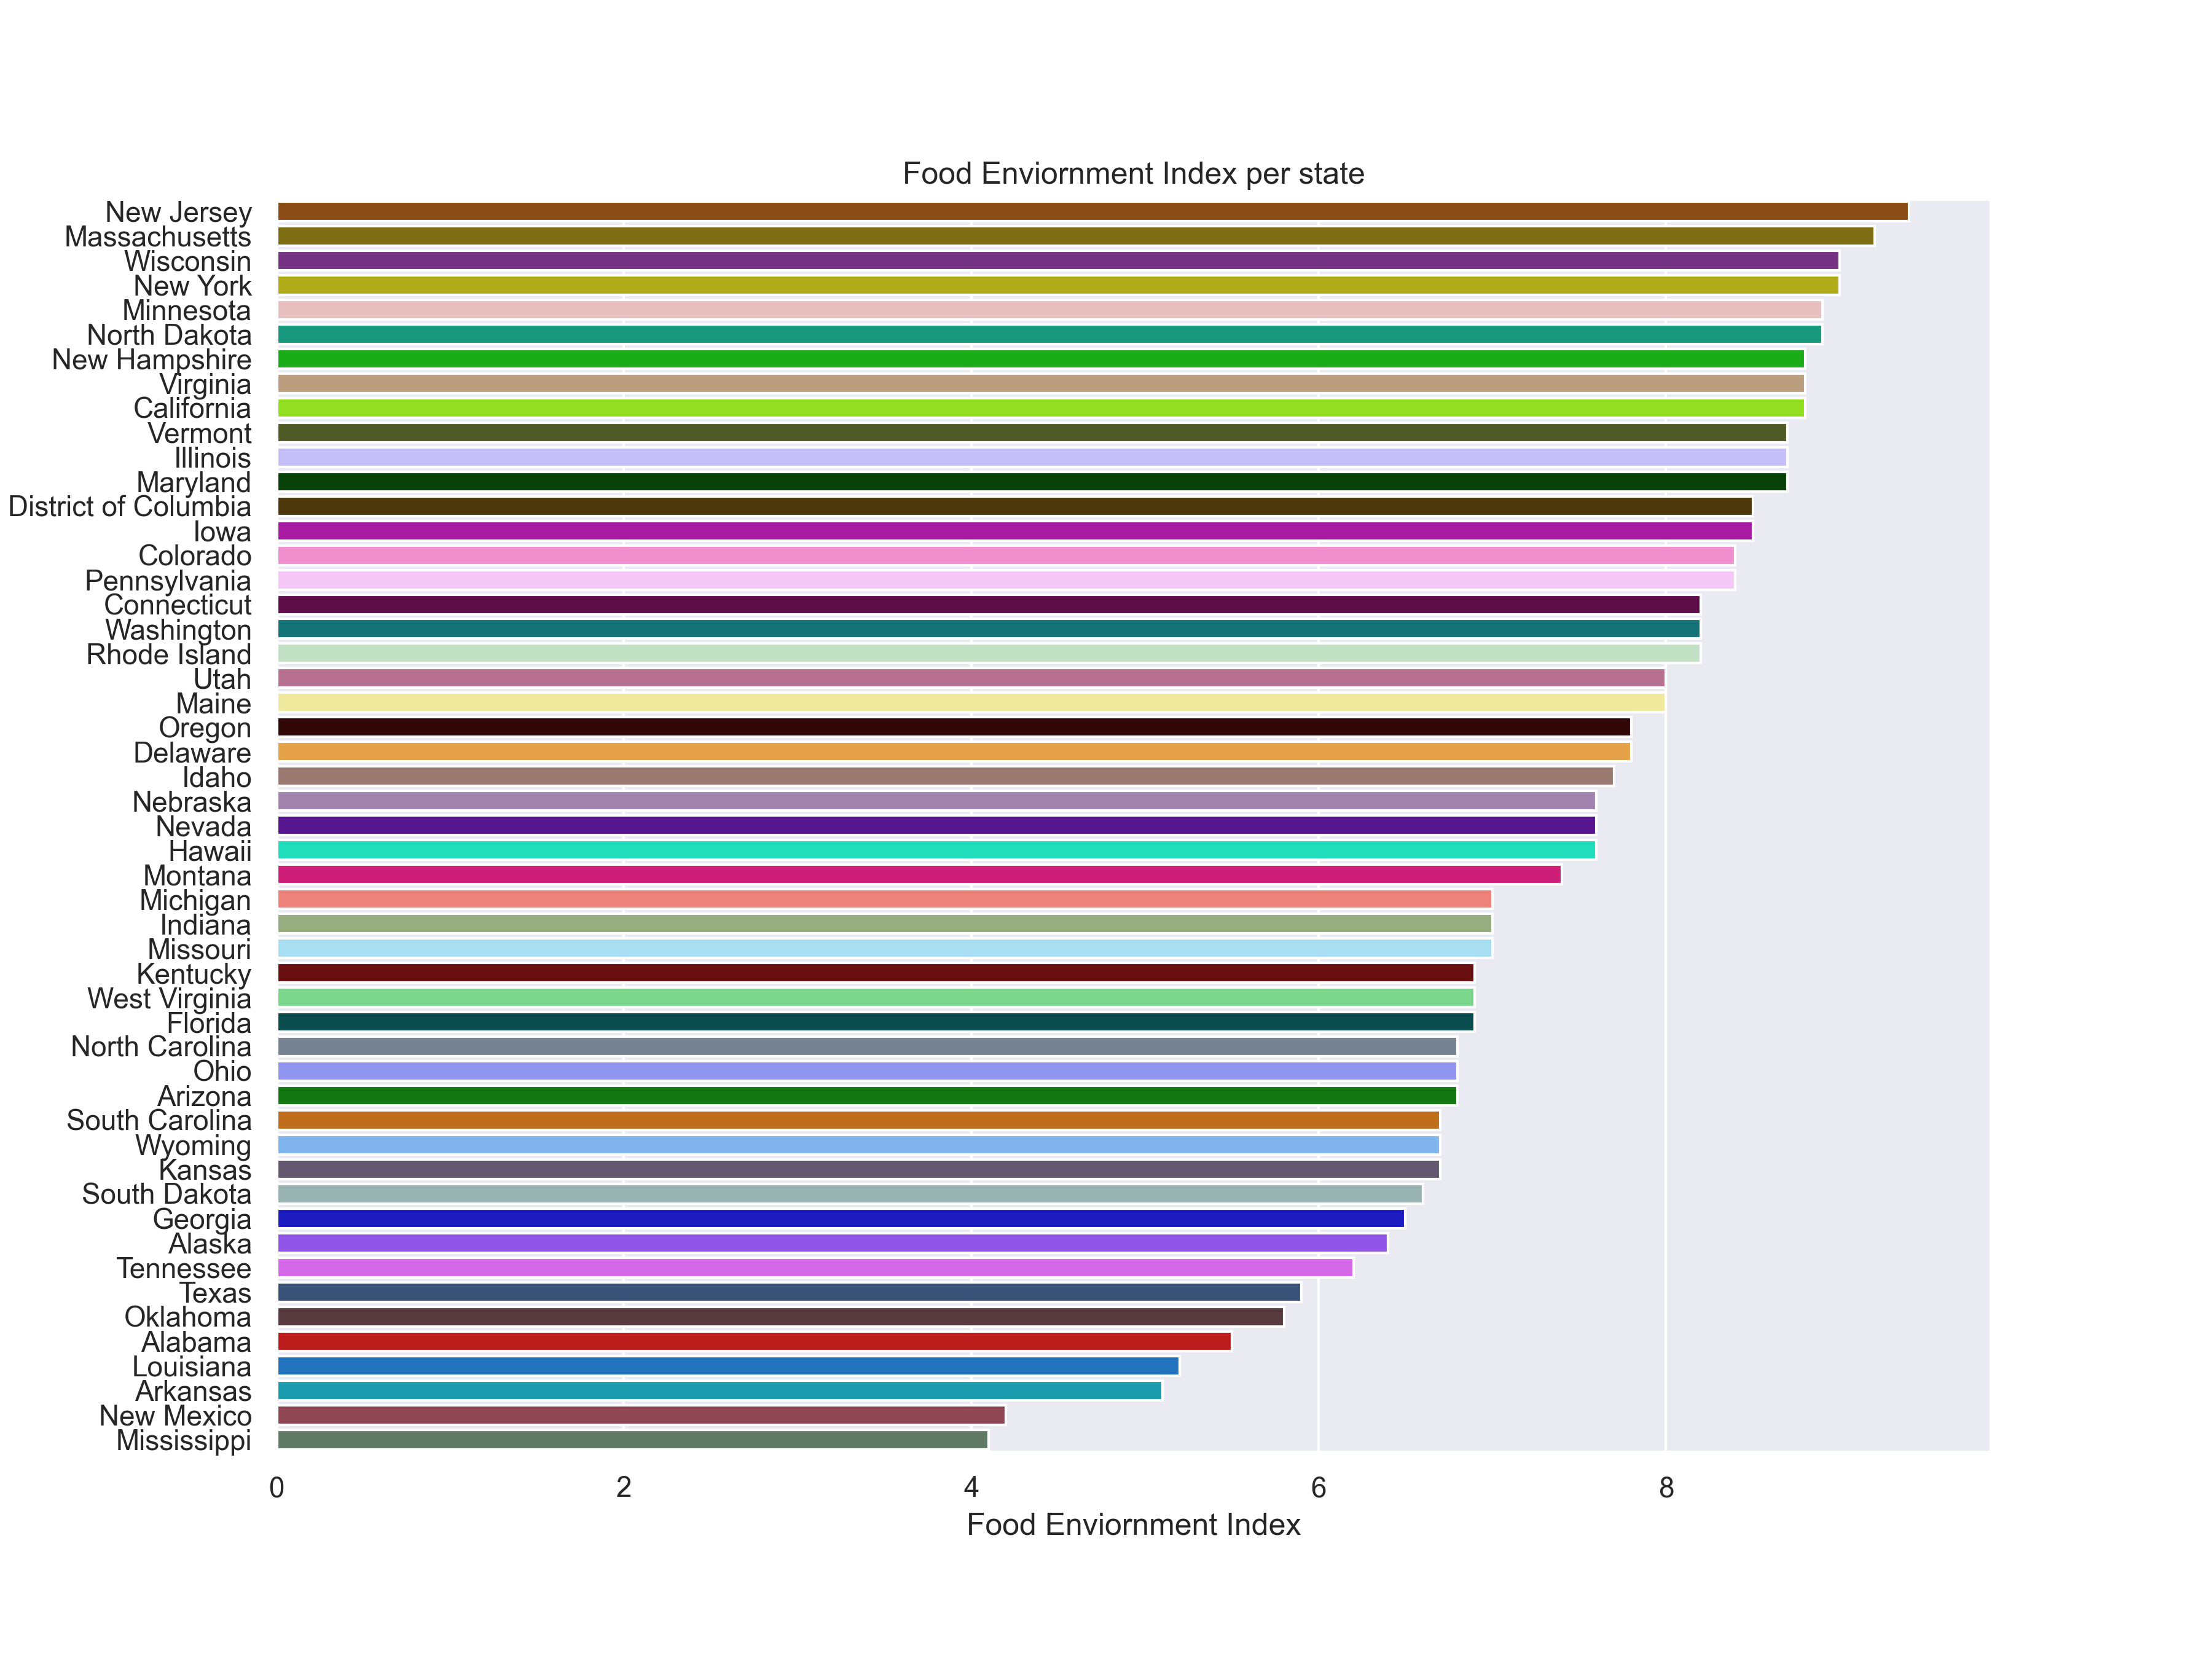 Food Enviornment Index per state
New Jersey
Massachusetts
Wisconsin
New York
Minnesota
North Dakota
New Hampshire
Virginia
California
Vermont
Illinois
Maryland
District of Columbia
Iowa
Colorado
Pennsylvania
Connecticut
Washington
Rhode Island
Utah
Maine
Oregon
Delaware
Idaho
Nebraska
Nevada
Hawaii
Montana
Michigan
Indiana
Missouri
Kentucky
West Virginia
Florida
North Carolina
Ohio
Arizona
South Carolina
Wyoming
Kansas
South Dakota
Georgia
Alaska
Tennessee
Texas
Oklahoma
Alabama
Louisiana
Arkansas
New Mexico
Mississippi
0 2 4 6 8
Food Enviornment Index